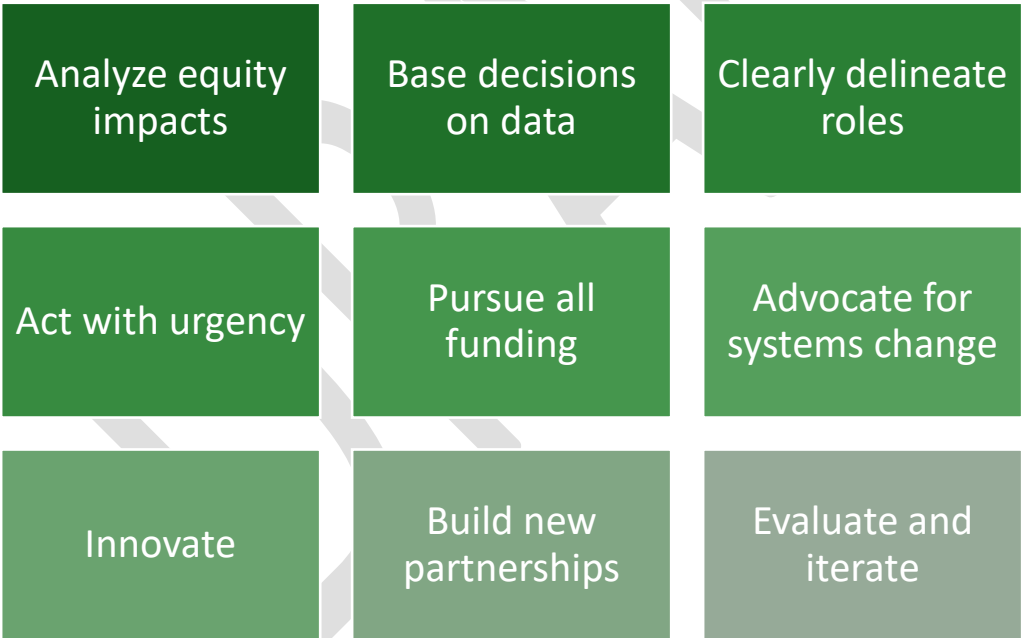 Analyze equity
impacts
Base decisions
on data
Clearly delineate
roles
Act with urgency
Pursue all
funding
Advocate for
systems change
Innovate
Build new
partnerships
Evaluate and
iterate